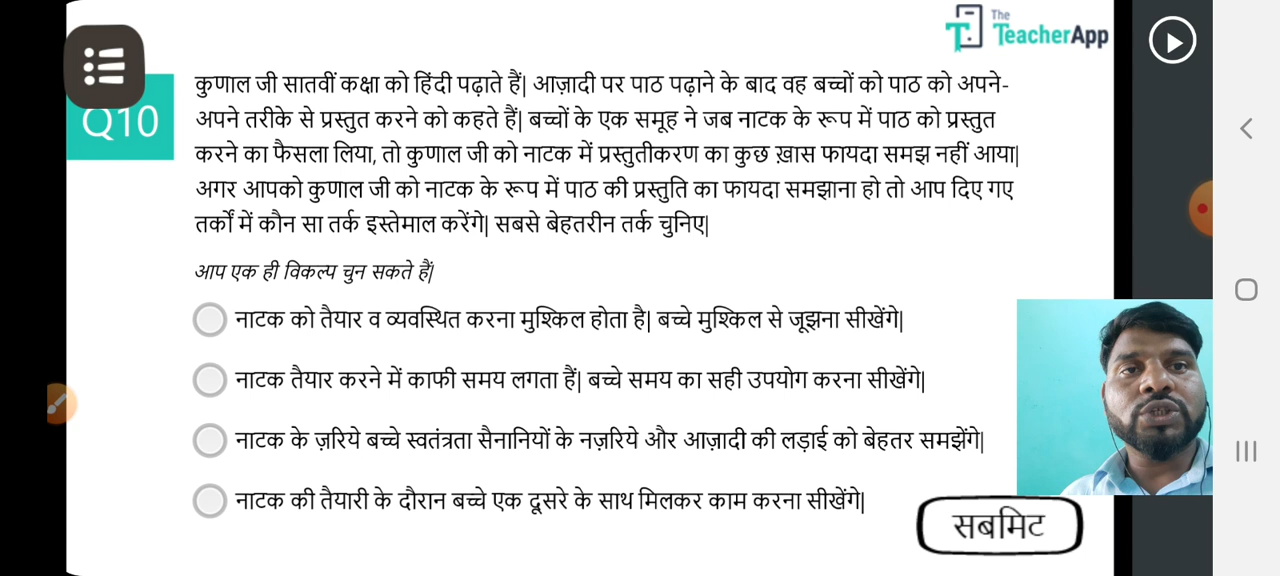 The
TeacherApp
Q10
कुणाल जी सातवीं कक्षा को हिंदी पढ़ाते हैं| आज़ादी पर पाठ पढ़ाने के बाद वह बच्चों को पाठ को अपने-
अपने तरीके से प्रस्तुत करने को कहते हैं| बच्चों के एक समूह ने जब नाटक के रूप में पाठ को प्रस्तुत
करने का फैसला लिया, तो कुणाल जी को नाटक में प्रस्तुतीकरण का कुछ ख़ास फायदा समझ नहीं आया|
अगर आपको कुणाल जी को नाटक के रूप में पाठ की प्रस्तुति का फायदा समझाना हो तो आप दिए गए
तर्कों में कौन सा तर्क इस्तेमाल करेंगे| सबसे बेहतरीन तर्क चुनिए|
आप एक ही विकल्प चुन सकते हैं|
नाटक को तैयार व व्यवस्थित करना मुश्किल होता है| बच्चे मुश्किल से जूझना सीखेंगे|
नाटक तैयार करने में काफी समय लगता हैं| बच्चे समय का सही उपयोग करना सीखेंगे|
नाटक के ज़रिये बच्चे स्वतंत्रता सैनानियों के नज़रिये और आज़ादी की लड़ाई को बेहतर समझेंगे|
नाटक की तैयारी के दौरान बच्चे एक दूसरे के साथ मिलकर काम करना सीखेंगे|
सबमिट